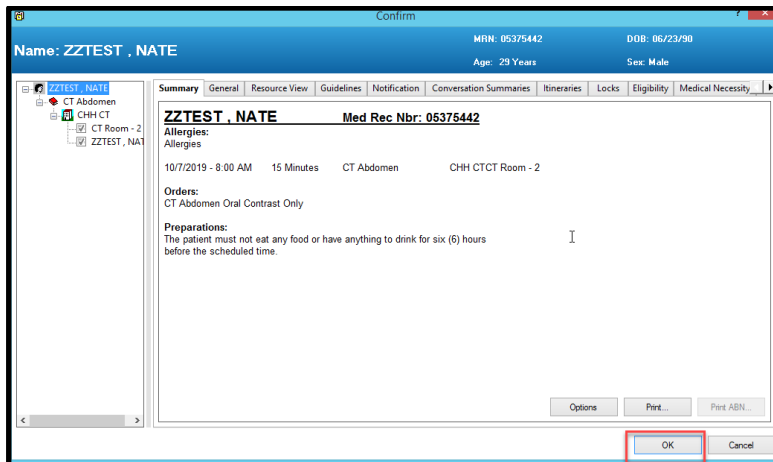 Confirm
?
Name: ZZTEST , NATE
MRN: 05375442
DOB: 06/23/90
Age: 29 Years
Sex: Male
ZZTEST , NATE
CT Abdomen
CHH CT
CT Room - 2
ZZTEST , NAT
Summary General Resource View Guidelines Notification Conversation Summaries Itineraries Locks Eligibility Medical Necessity
ZZTEST , NATE Med Rec Nbr: 05375442
Allergies:
Allergies
10/7/2019 - 8:00 AM 15 Minutes CT Abdomen CHH CTCT Room - 2
Orders:
CT Abdomen Oral Contrast Only
Preparations:
The patient must not eat any food or have anything to drink for six (6) hours
before the scheduled time.
Options Print... Print ABN...
OK Cancel